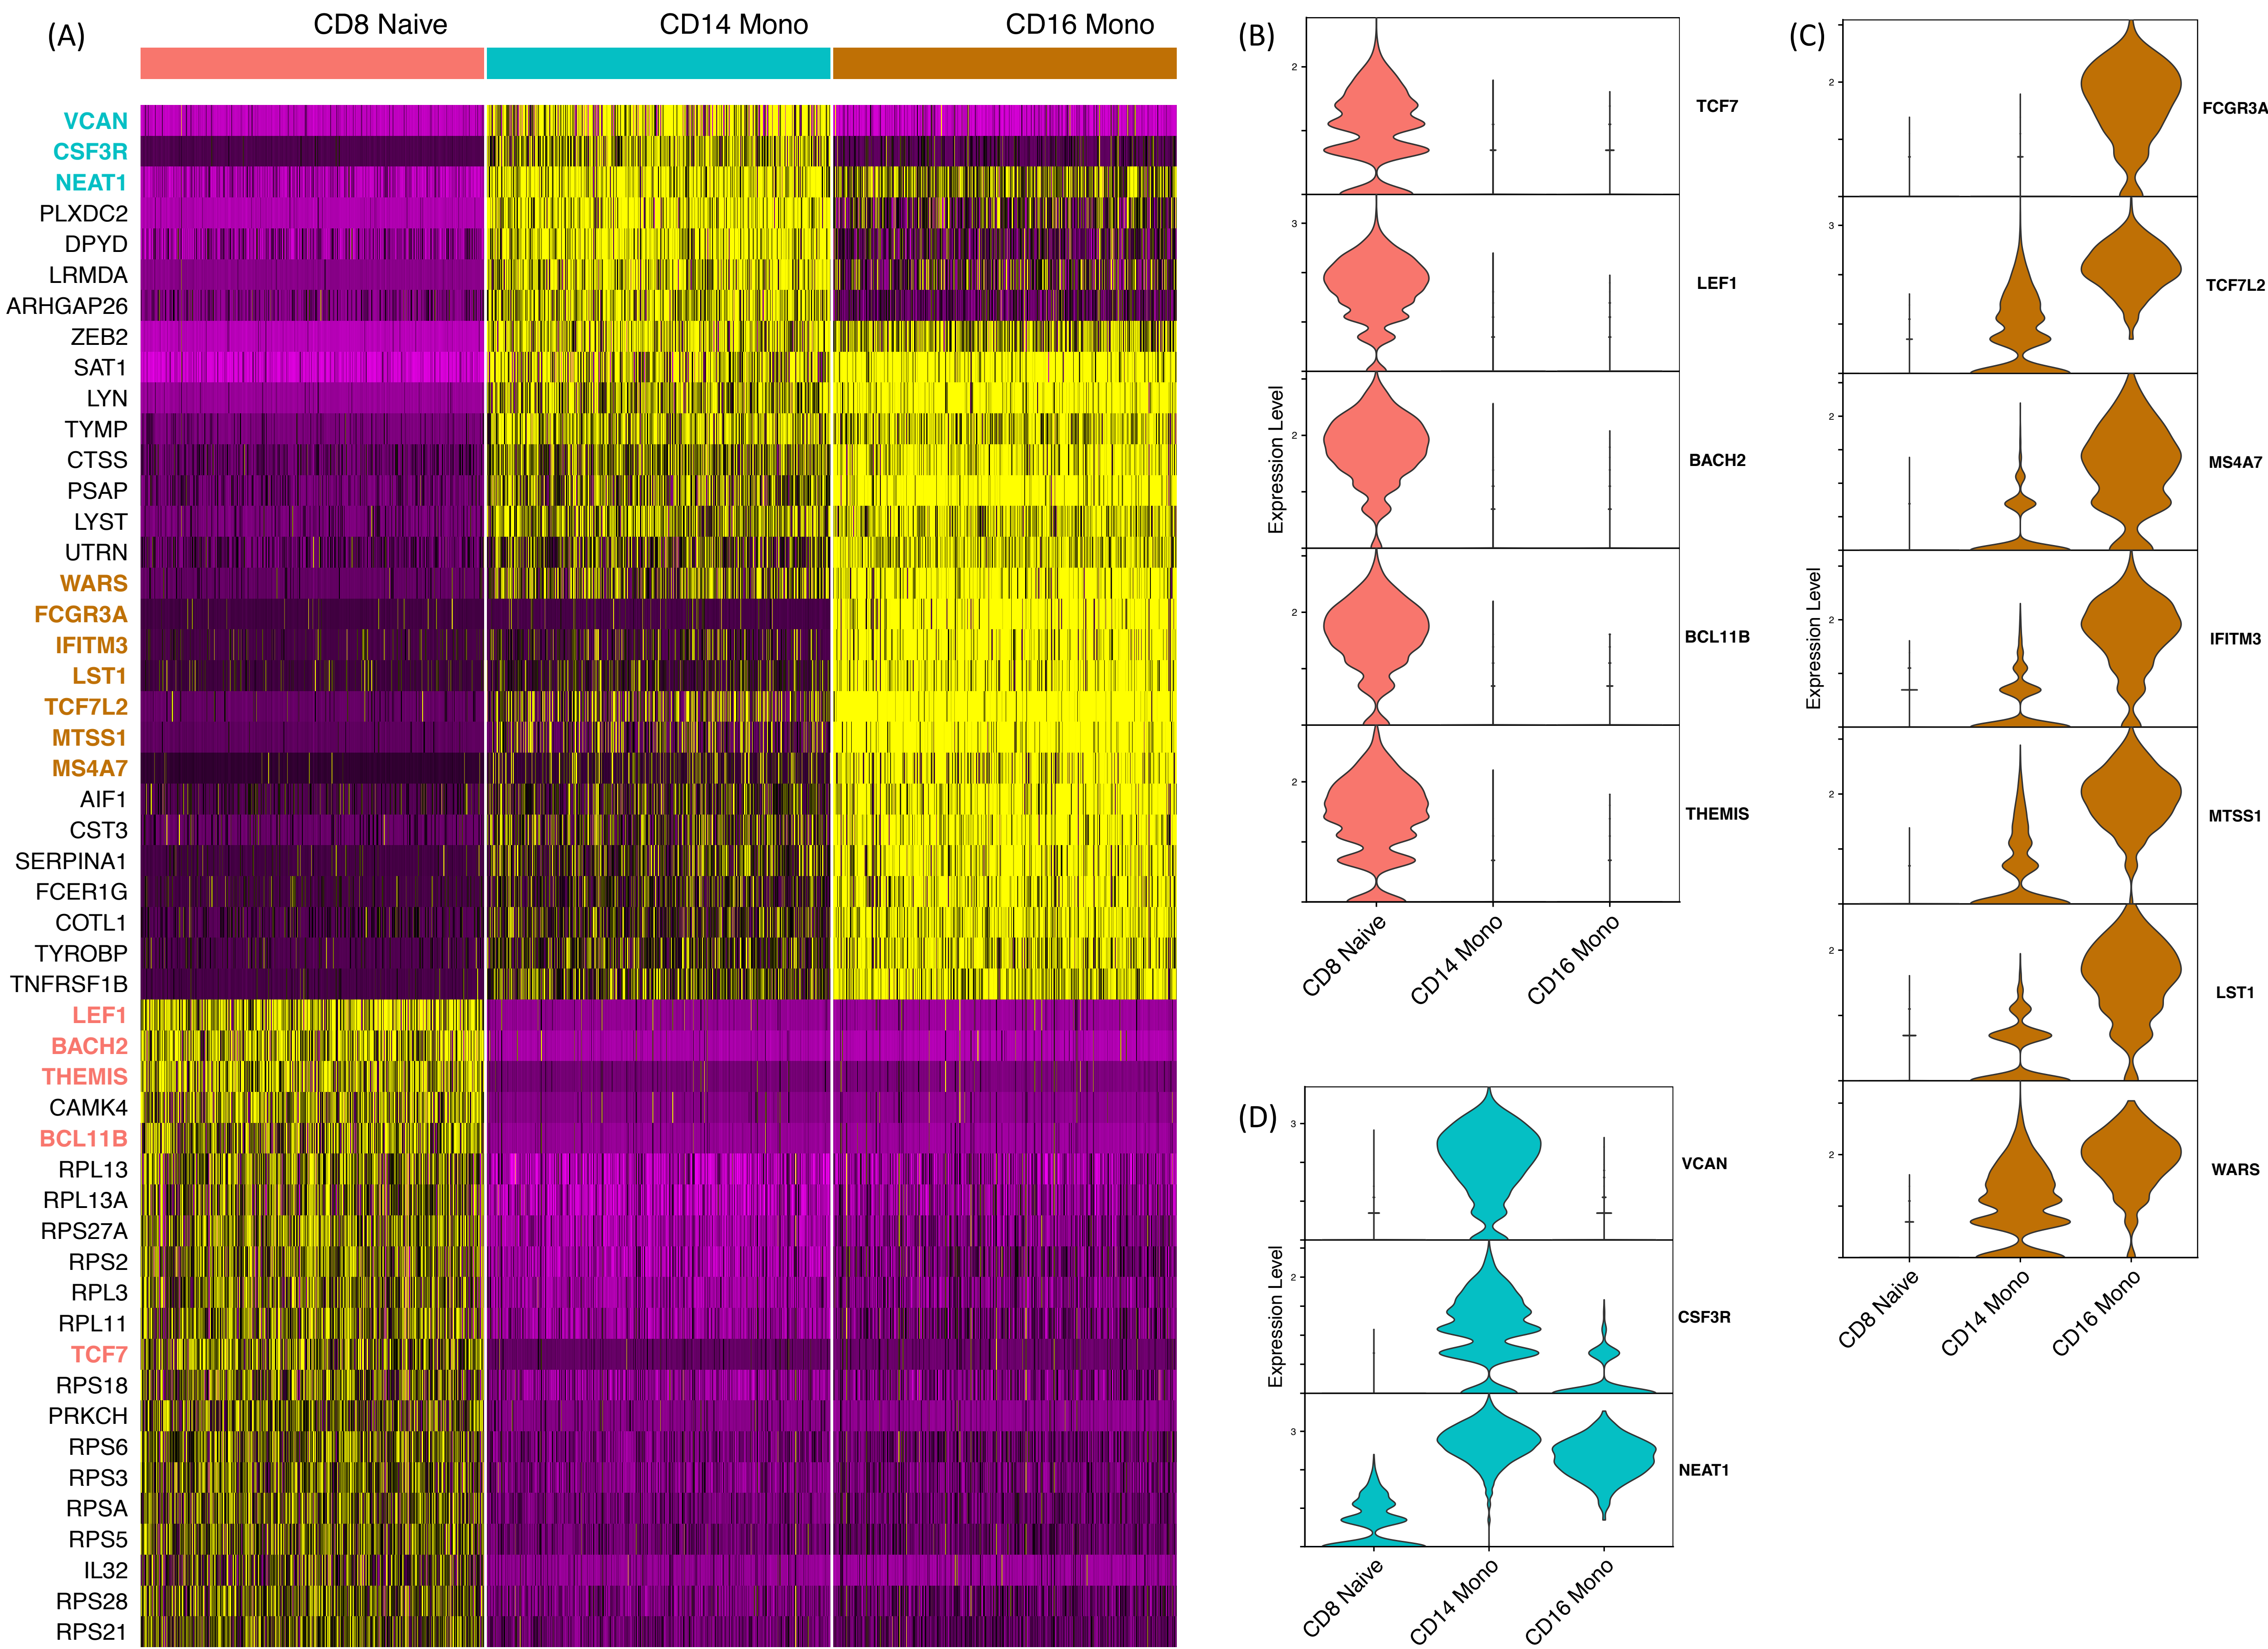 (A)
CD8 Naive CD14 Mono CD16 Mono
VCAN
CSF3R
NEAT1
PLXDC2
DPYD
LRMDA
ARHGAP26
ZEB2
SAT1
LYN
TYMP
CTSS
PSAP
LYST
UTRN
WARS
FCGR3A
IFITM3
LST1
TCF7L2
MTSS1
MS4A7
AIF1
CST3
SERPINA1
FCER1G
COTL1
TYROBP
TNFRSF1B
LEF1
BACH2
THEMIS
CAMK4
BCL11B
RPL13
RPL13A
RPS27A
RPS2
RPL3
RPL11
TCF7
RPS18
PRKCH
RPS6
RPS3
RPSA
RPS5
IL32
RPS28
RPS21
(B)
Expression Level
2 TCF7
3 LEF1
2 BACH2
2 BCL11B
2 THEMIS
CD8 Naive CD14 Mono CD16 Mono
(C)
Expression Level
2 FCGR3A
3 TCF7L2
2 MS4A7
2 IFITM3
2 MTSS1
2 LST1
2 WARS
CD8 Naive CD14 Mono CD16 Mono
(D)
Expression Level
3 VCAN
2 CSF3R
3 NEAT1
CD8 Naive CD14 Mono CD16 Mono